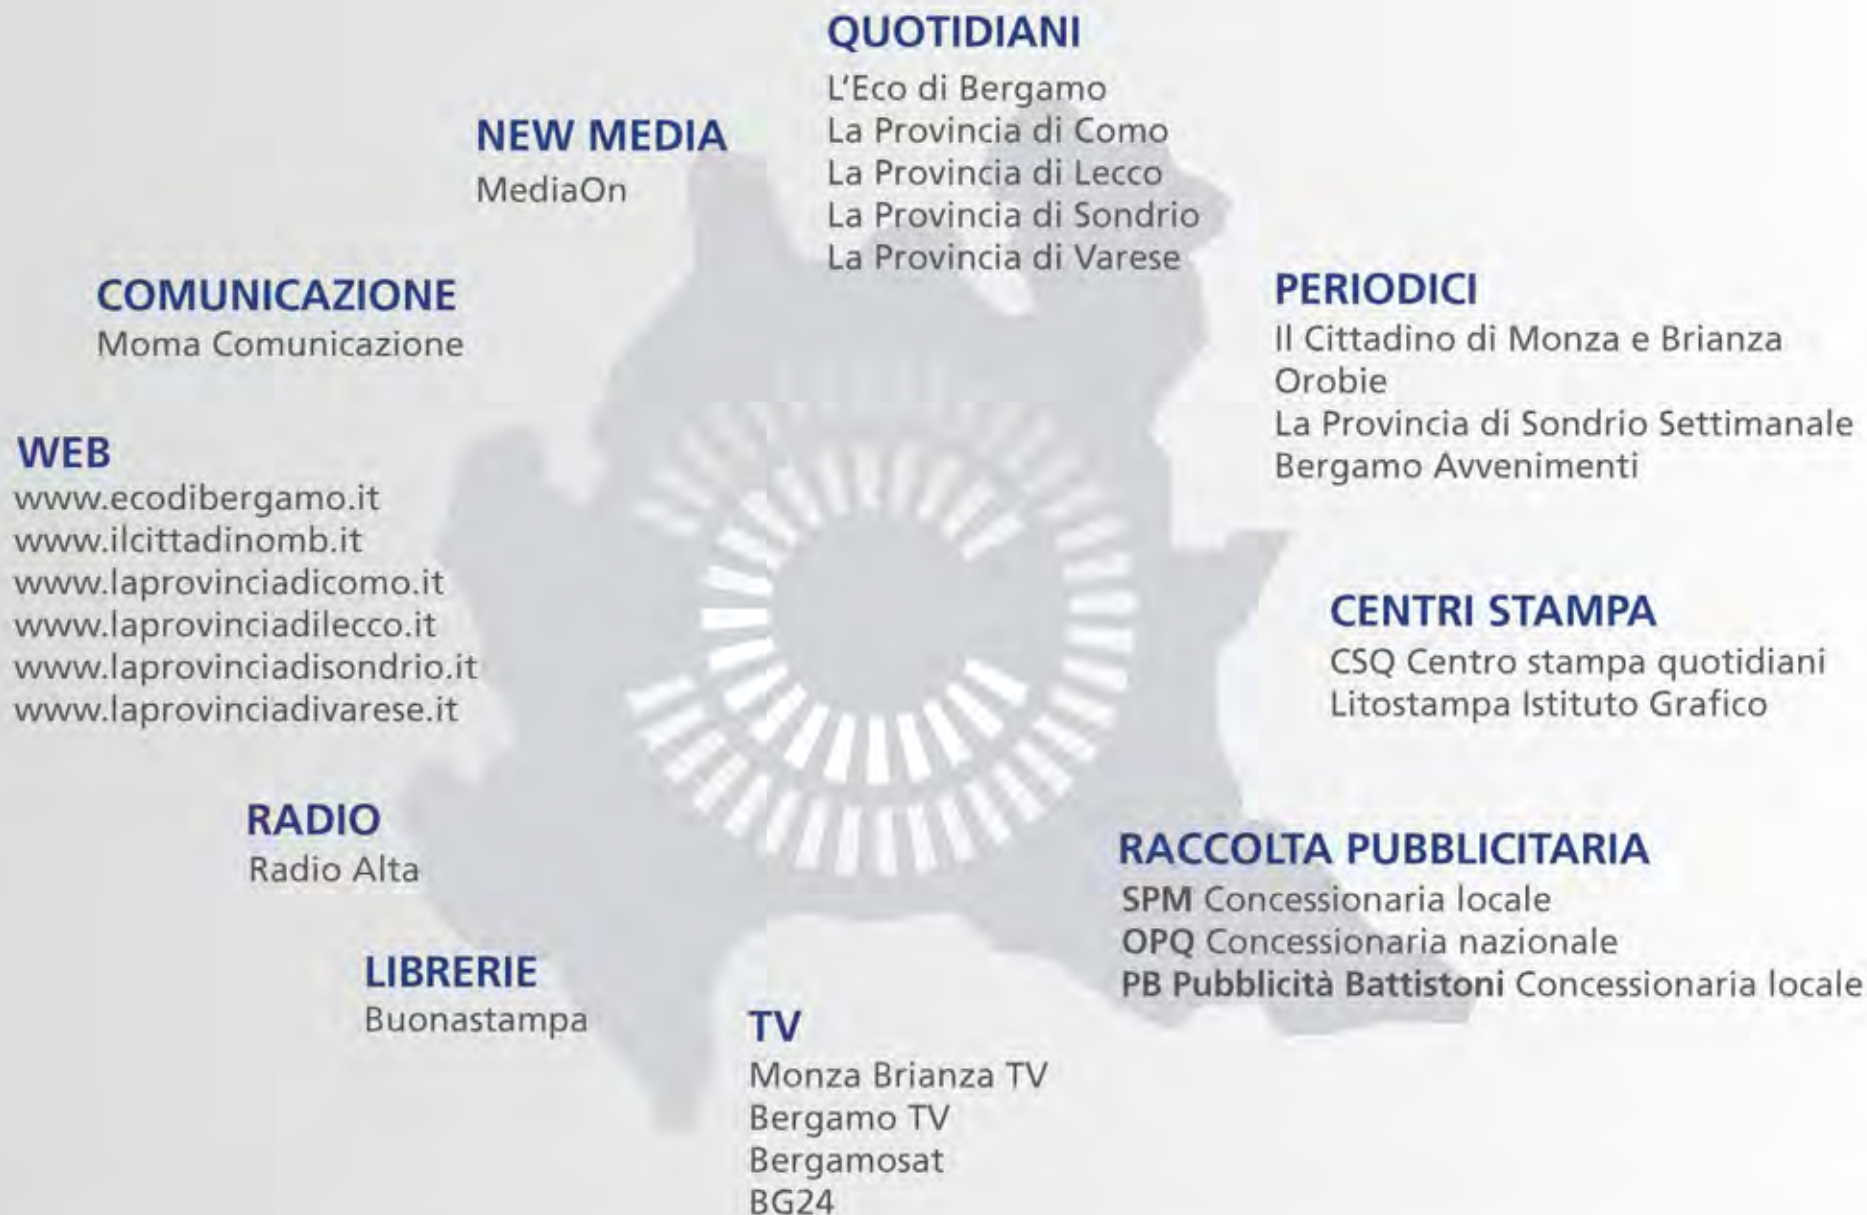 QUOTIDIANI
L'Eco di Bergamo
La Provincia di Como
La Provincia di Lecco
La Provincia di Sondrio
La Provincia di Varese
NEW MEDIA
MediaOn
COMUNICAZIONE
Moma Comunicazione
PERIODICI
Il Cittadino di Monza e Brianza
Orobie
La Provincia di Sondrio Settimanale
Bergamo Avvenimenti
WEB
www.ecodibergamo.it
www.ilcittadinomb.it
www.laprovinciadicomo.it
www.laprovinciadilecco.it
www.laprovinciadisondrio.it
www.laprovinciadivarese.it
CENTRI STAMPA
CSQ Centro stampa quotidiani
Litostampa Istituto Grafico
RADIO
Radio Alta
RACCOLTA PUBBLICITARIA
SPM Concessionaria locale
OPQ Concessionaria nazionale
PB Pubblicità Battistoni Concessionaria locale
LIBRERIE
Buonastampa
TV
Monza Brianza TV
Bergamo TV
Bergamosat
BG24